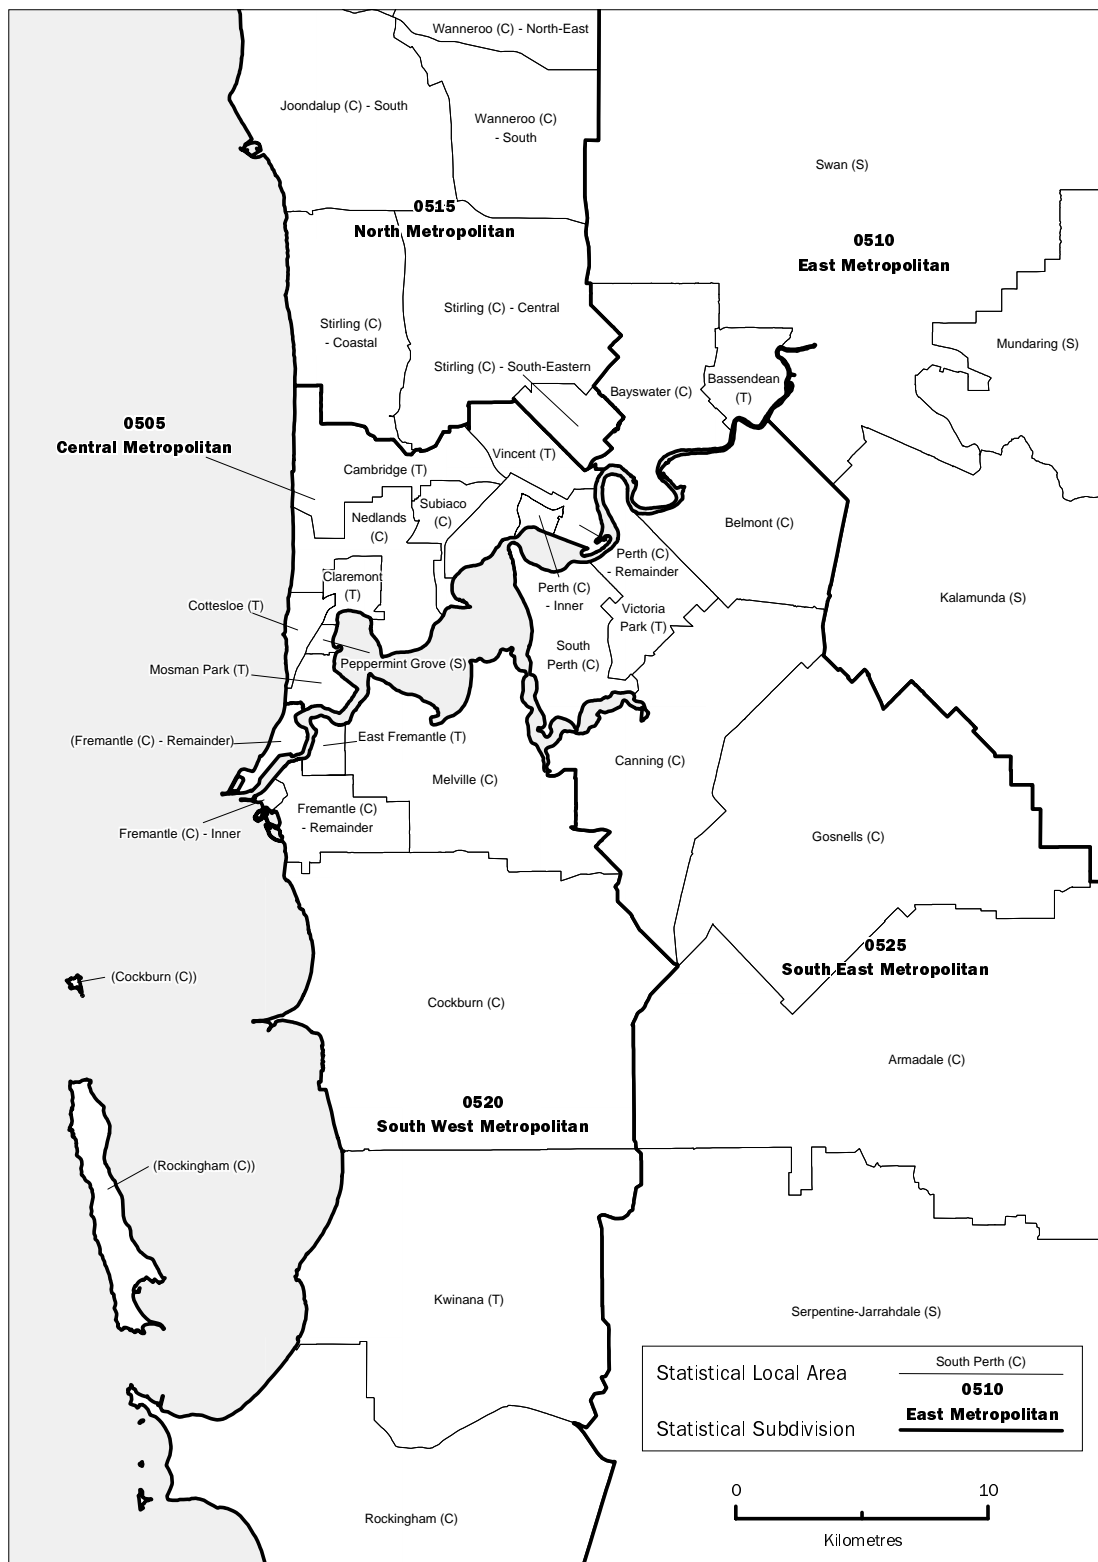 Wanneroo (C) - North-East
Joondalup (C) - South
Wanneroo (C)
- South
Swan (S)
0515
North Metropolitan
0510
East Metropolitan
Stirling (C) - Central
Stirling (C)
- Coastal
Mundaring (S)
Stirling (C) - South-Eastern
Bayswater (C)
Bassendean
(T)
0505
Central Metropolitan
Vincent (T)
Cambridge (T)
Subiaco
(C)
Nedlands
(C)
Belmont (C)
Perth (C)
- Remainder
Claremont
(T)
Perth (C)
- Inner
Kalamunda (S)
Cottesloe (T)
Victoria
Park (T)
South
Perth (C)
Peppermint Grove (S)
Mosman Park (T)
(Fremantle (C) - Remainder)
East Fremantle (T)
Canning (C)
Melville (C)
Fremantle (C)
- Remainder
Fremantle (C) - Inner
Gosnells (C)
0525
South East Metropolitan
(Cockburn (C))
Cockburn (C)
Armadale (C)
0520
South West Metropolitan
(Rockingham (C))
Kwinana (T)
Serpentine-Jarrahdale (S)
Statistical Local Area
South Perth (C)
0510
East Metropolitan
Statistical Subdivision
0 10
Kilometres
Rockingham (C)